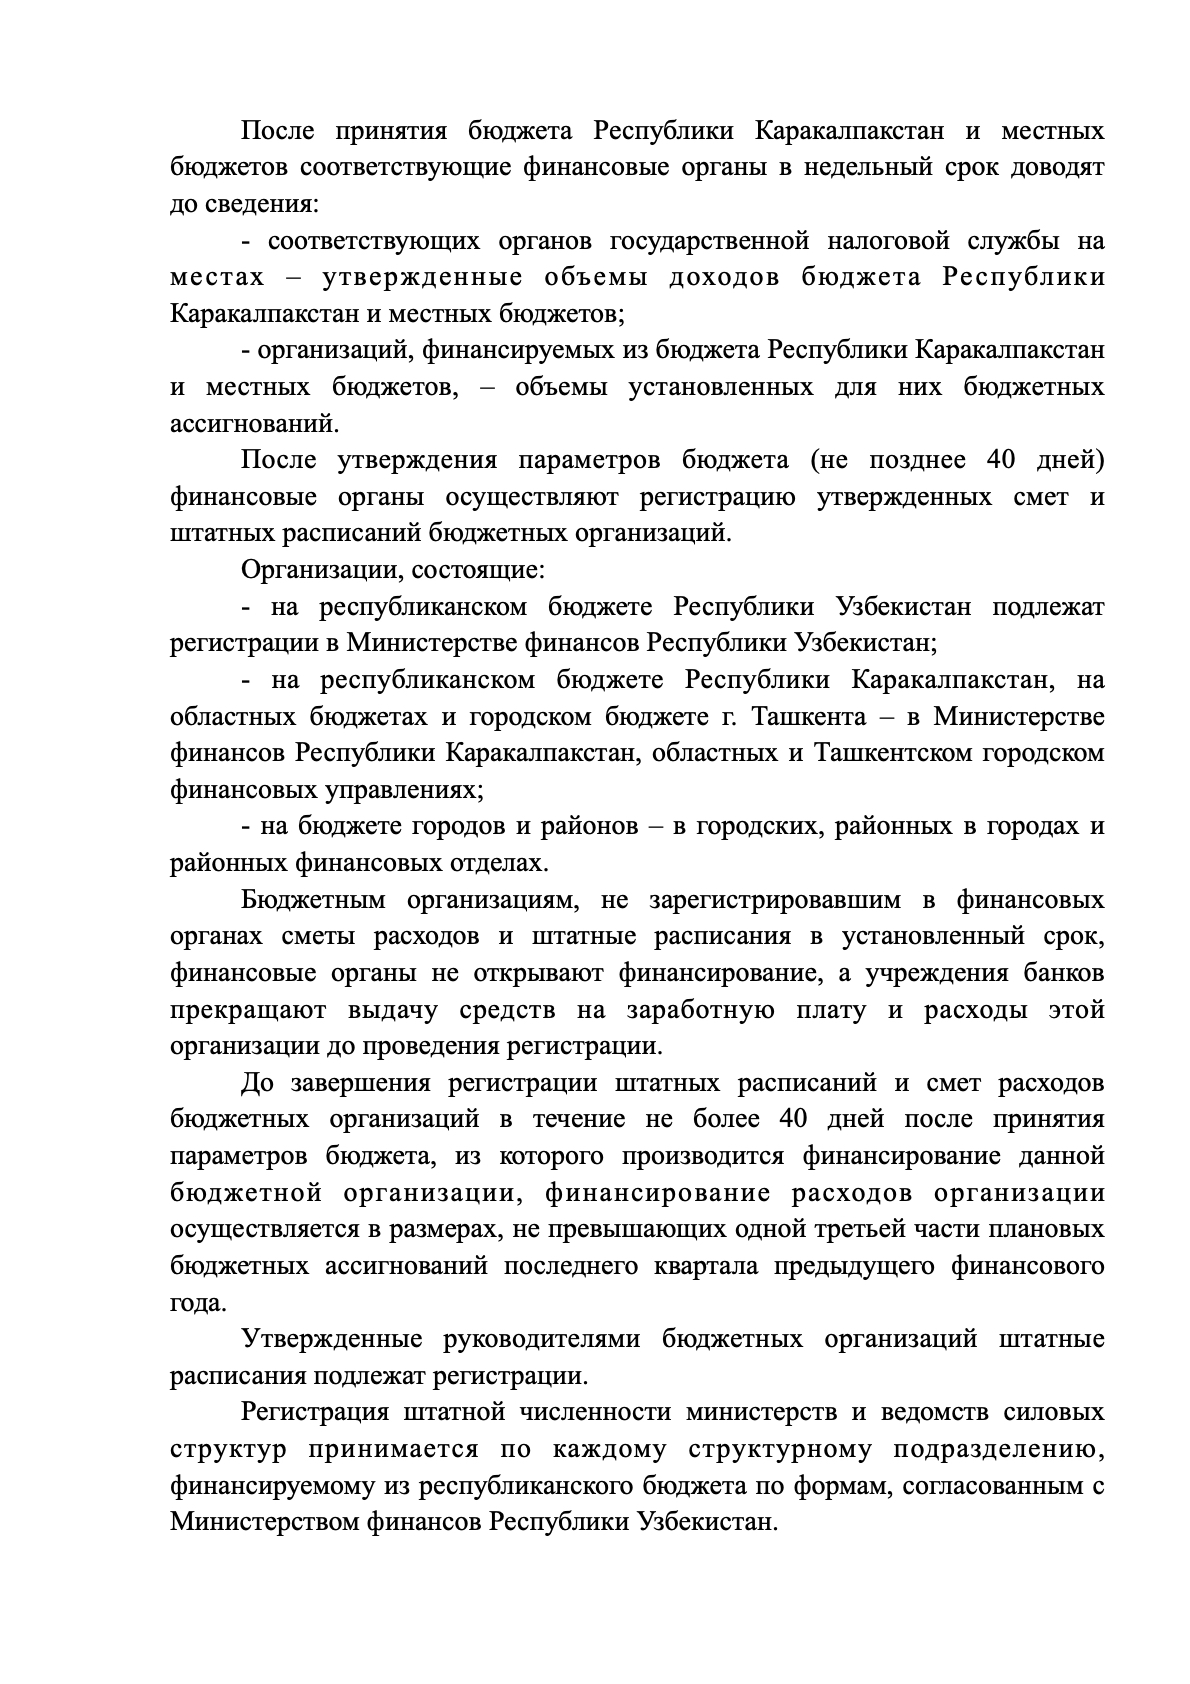 После принятия бюджета Республики Каракалпакстан и местных
бюджетов соответствующие финансовые органы в недельный срок доводят
до сведения:
- соответствующих органов государственной налоговой службы на
местах – утвержденные объемы доходов бюджета Республики
Каракалпакстан и местных бюджетов;
- организаций, финансируемых из бюджета Республики Каракалпакстан
и местных бюджетов, – объемы установленных для них бюджетных
ассигнований.
После утверждения параметров бюджета (не позднее 40 дней)
финансовые органы осуществляют регистрацию утвержденных смет и
штатных расписаний бюджетных организаций.
Организации, состоящие:
- на республиканском бюджете Республики Узбекистан подлежат
регистрации в Министерстве финансов Республики Узбекистан;
- на республиканском бюджете Республики Каракалпакстан, на
областных бюджетах и городском бюджете г. Ташкента – в Министерстве
финансов Республики Каракалпакстан, областных и Ташкентском городском
финансовых управлениях;
- на бюджете городов и районов – в городских, районных в городах и
районных финансовых отделах.
Бюджетным организациям, не зарегистрировавшим в финансовых
органах сметы расходов и штатные расписания в установленный срок,
финансовые органы не открывают финансирование, а учреждения банков
прекращают выдачу средств на заработную плату и расходы этой
организации до проведения регистрации.
До завершения регистрации штатных расписаний и смет расходов
бюджетных организаций в течение не более 40 дней после принятия
параметров бюджета, из которого производится финансирование данной
бюджетной организации, финансирование расходов организации
осуществляется в размерах, не превышающих одной третьей части плановых
бюджетных ассигнований последнего квартала предыдущего финансового
года.
Утвержденные руководителями бюджетных организаций штатные
расписания подлежат регистрации.
Регистрация штатной численности министерств и ведомств силовых
структур принимается по каждому структурному подразделению,
финансируемому из республиканского бюджета по формам, согласованным с
Министерством финансов Республики Узбекистан.